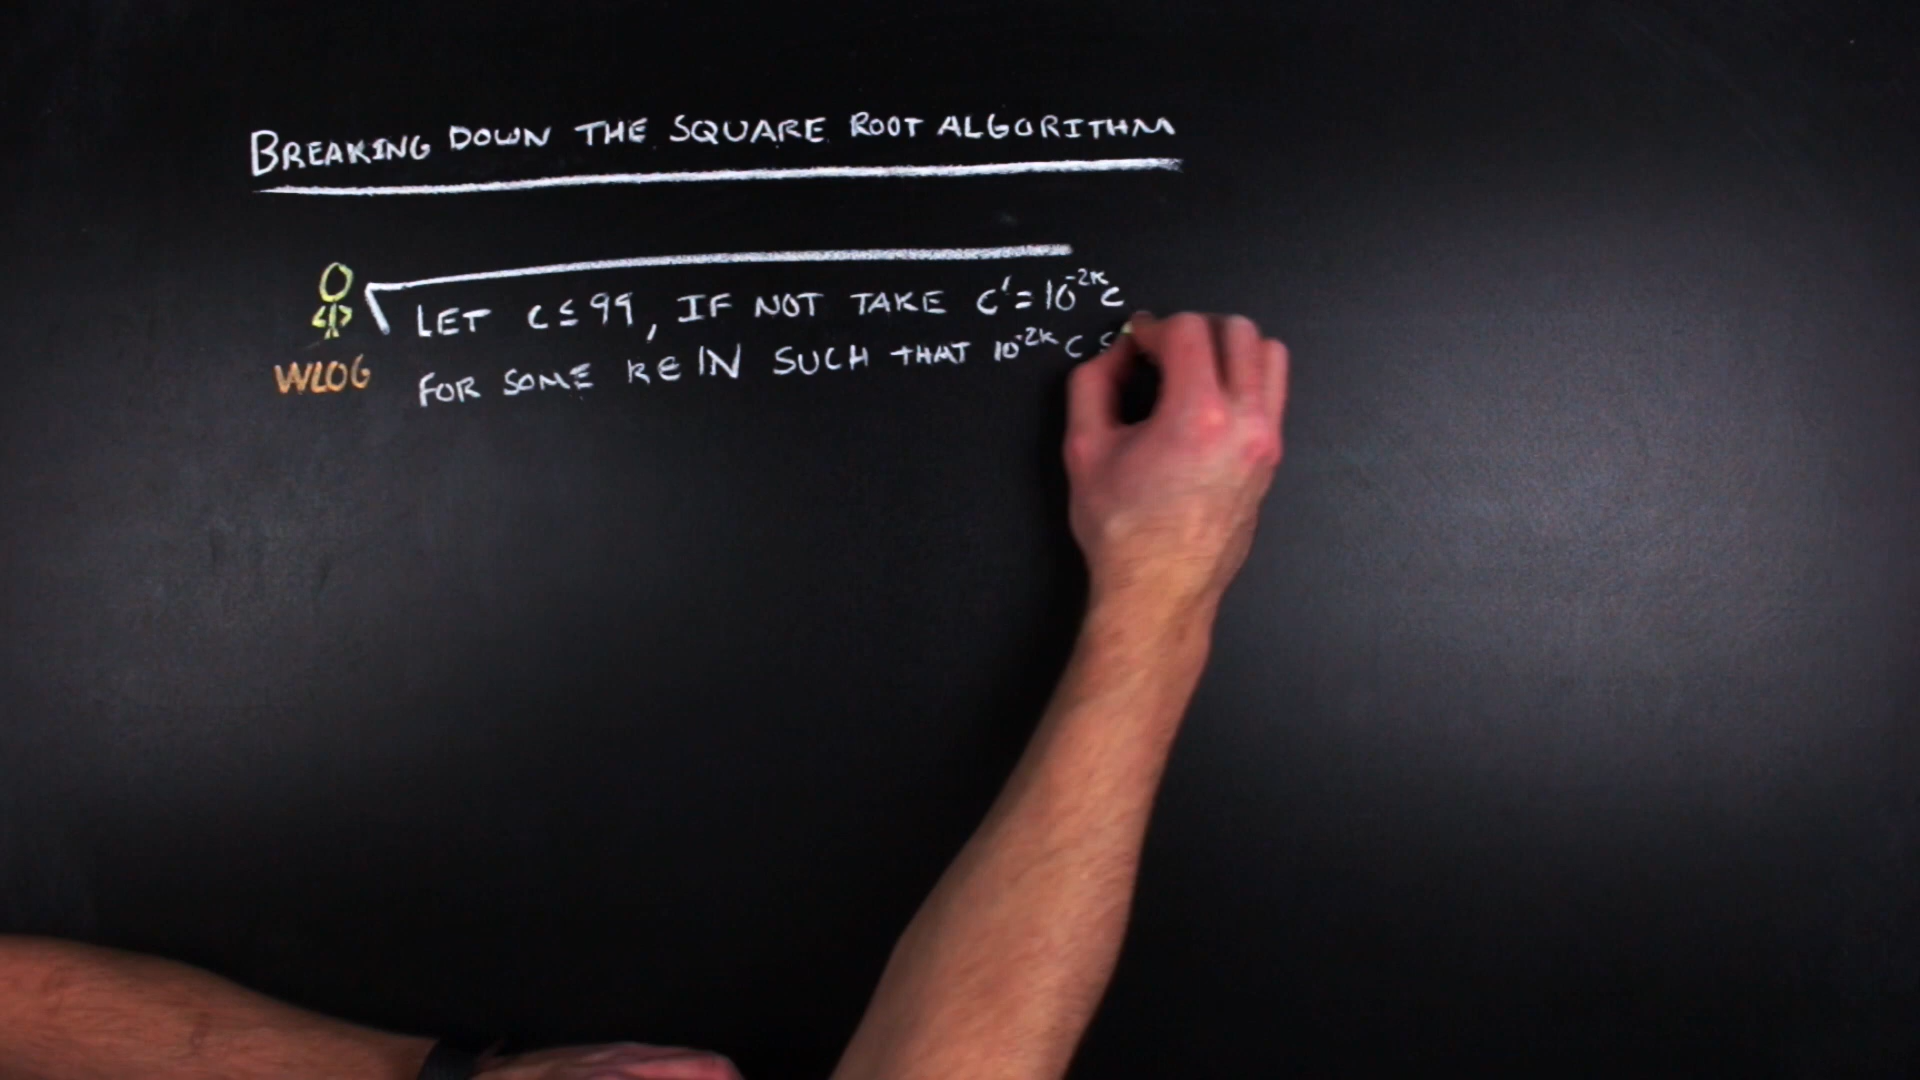 BREAKING DOWN THE SQUARE ROOT ALGORITHM
LET C ≤ 99, IF NOT TAKE C' = 10^-2K C
WLOG FOR SOME K ∈ IN SUCH THAT 10^-2K C ≤